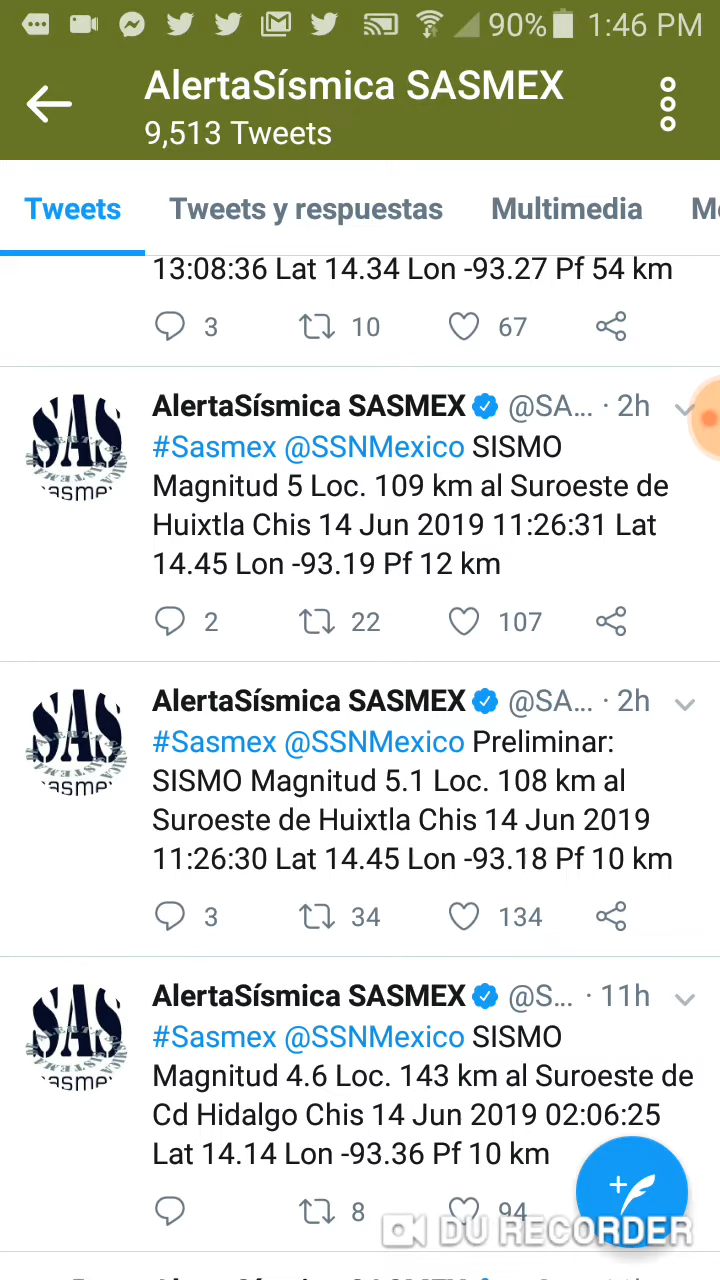 90% 1:46 PM
AlertaSísmica SASMEX
9,513 Tweets
Tweets Tweets y respuestas Multimedia
13:08:36 Lat 14.34 Lon -93.27 Pf 54 km
3 10 67
SAS
AlertaSísmica SASMEX @SA... · 2h
#Sasmex @SSNMexico SISMO
Magnitud 5 Loc. 109 km al Suroeste de
Huixtla Chis 14 Jun 2019 11:26:31 Lat
14.45 Lon -93.19 Pf 12 km
2 22 107
SAS
AlertaSísmica SASMEX @SA... · 2h
#Sasmex @SSNMexico Preliminar:
SISMO Magnitud 5.1 Loc. 108 km al
Suroeste de Huixtla Chis 14 Jun 2019
11:26:30 Lat 14.45 Lon -93.18 Pf 10 km
3 34 134
SAS
AlertaSísmica SASMEX @S... · 11h
#Sasmex @SSNMexico SISMO
Magnitud 4.6 Loc. 143 km al Suroeste de
Cd Hidalgo Chis 14 Jun 2019 02:06:25
Lat 14.14 Lon -93.36 Pf 10 km
8 94
DU RECORDER